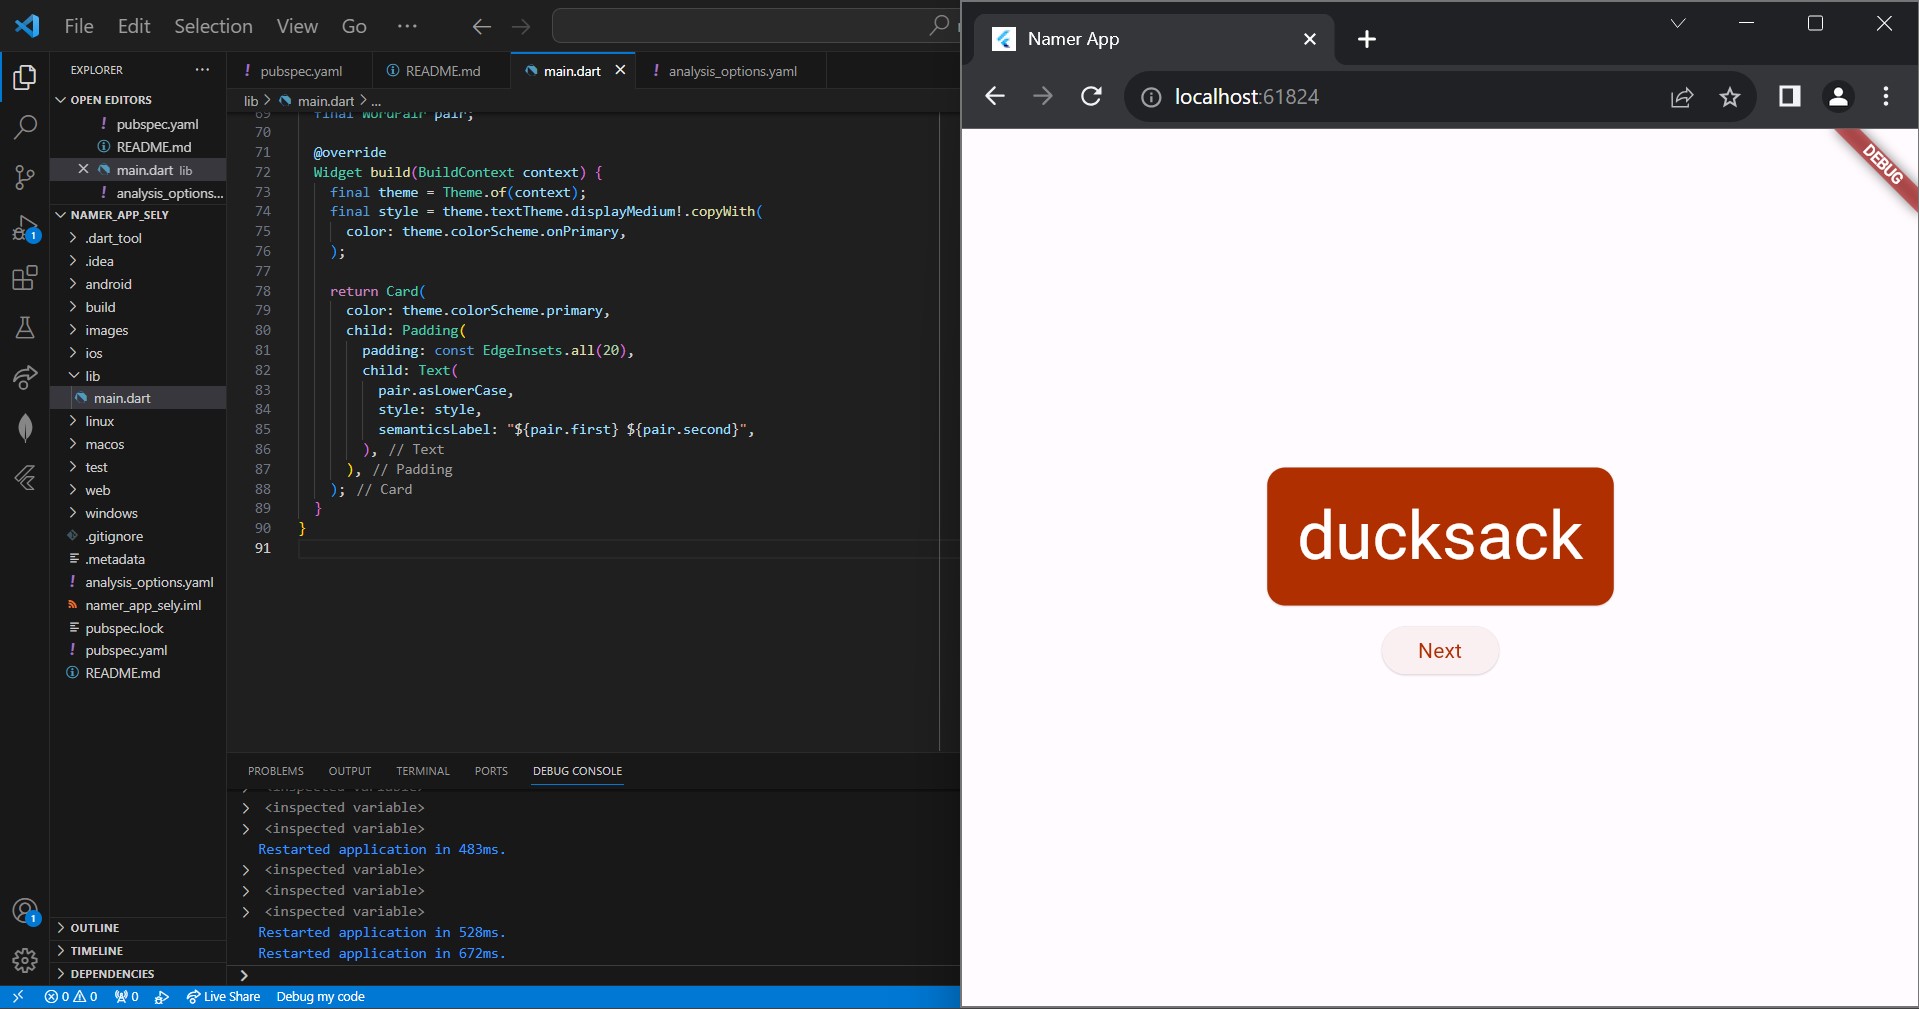 File Edit Selection View Go ...
EXPLORER ...
OPEN EDITORS
! pubspec.yaml
README.md
main.dart lib
! analysis_options...
NAMER_APP_SELY
.dart_tool
.idea
android
build
images
ios
lib
main.dart
linux
macos
test
web
windows
.gitignore
.metadata
! analysis_options.yaml
namer_app_sely.iml
pubspec.lock
! pubspec.yaml
README.md
OUTLINE
TIMELINE
DEPENDENCIES
1
1
! pubspec.yaml README.md main.dart ! analysis_options.yaml
lib > main.dart > ...
69 final WordPair pair;
70
71 @override
72 Widget build(BuildContext context) {
73 final theme = Theme.of(context);
74 final style = theme.textTheme.displayMedium!.copyWith(
75 color: theme.colorScheme.onPrimary,
76 );
77
78 return Card(
79 color: theme.colorScheme.primary,
80 child: Padding(
81 padding: const EdgeInsets.all(20),
82 child: Text(
83 pair.asLowerCase,
84 style: style,
85 semanticsLabel: "${pair.first} ${pair.second}",
86 ), // Text
87 ), // Padding
88 ); // Card
89 }
90 }
91
PROBLEMS OUTPUT TERMINAL PORTS DEBUG CONSOLE
<inspected variable>
<inspected variable>
<inspected variable>
Restarted application in 483ms.
<inspected variable>
<inspected variable>
<inspected variable>
Restarted application in 528ms.
Restarted application in 672ms.
>
0 0 0 Live Share Debug my code
Namer App
localhost:61824
DEBUG
ducksack
Next